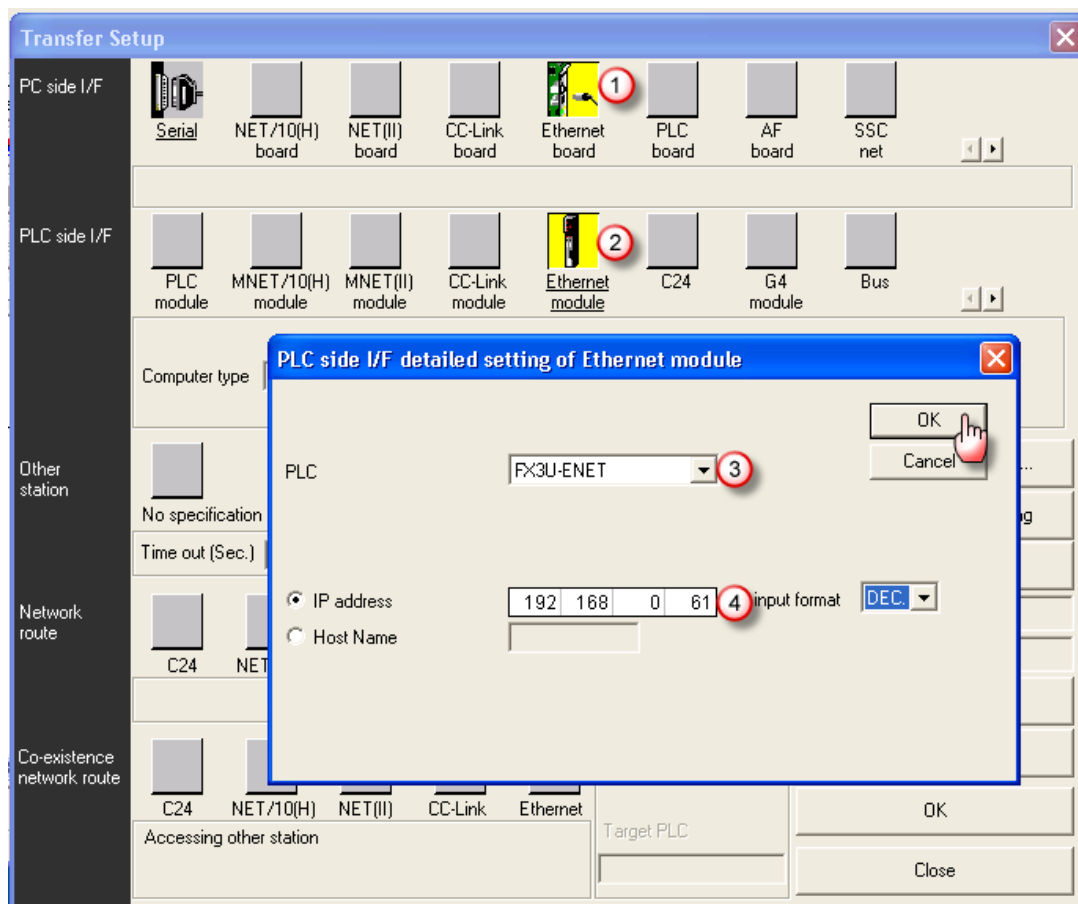 Transfer Setup
PC side I/F
Serial
NET/10(H)
board
NET(II)
board
CC-Link
board
Ethernet
board
PLC
board
AF
board
SSC
net
1
PLC side I/F
PLC
module
MNET/10(H)
module
MNET(II)
module
CC-Link
module
Ethernet
module
C24
G4
module
Bus
2
Computer type
PLC side I/F detailed setting of Ethernet module
OK
Cancel
PLC
FX3U-ENET
3
IP address
192 168 0 61
4
input format
DEC.
Host Name
Other
station
No specification
Time out (Sec.)
...
Network
route
C24
Co-existence
network route
C24
NET/10(H)
NET(II)
CC-Link
Ethernet
Accessing other station
Target PLC
OK
Close